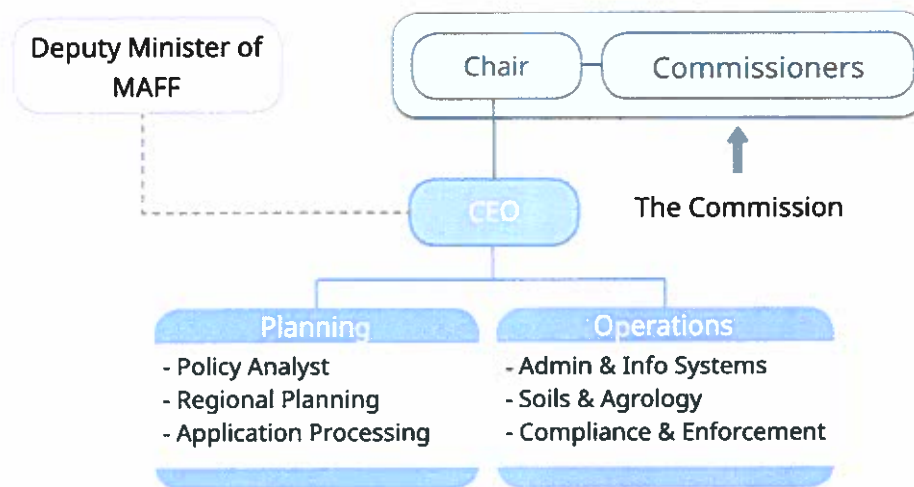 Deputy Minister of
MAFF
Chair
Commissioners
CEO
The Commission
Planning
- Policy Analyst
- Regional Planning
- Application Processing
Operations
- Admin & Info Systems
- Soils & Agrology
- Compliance & Enforcement